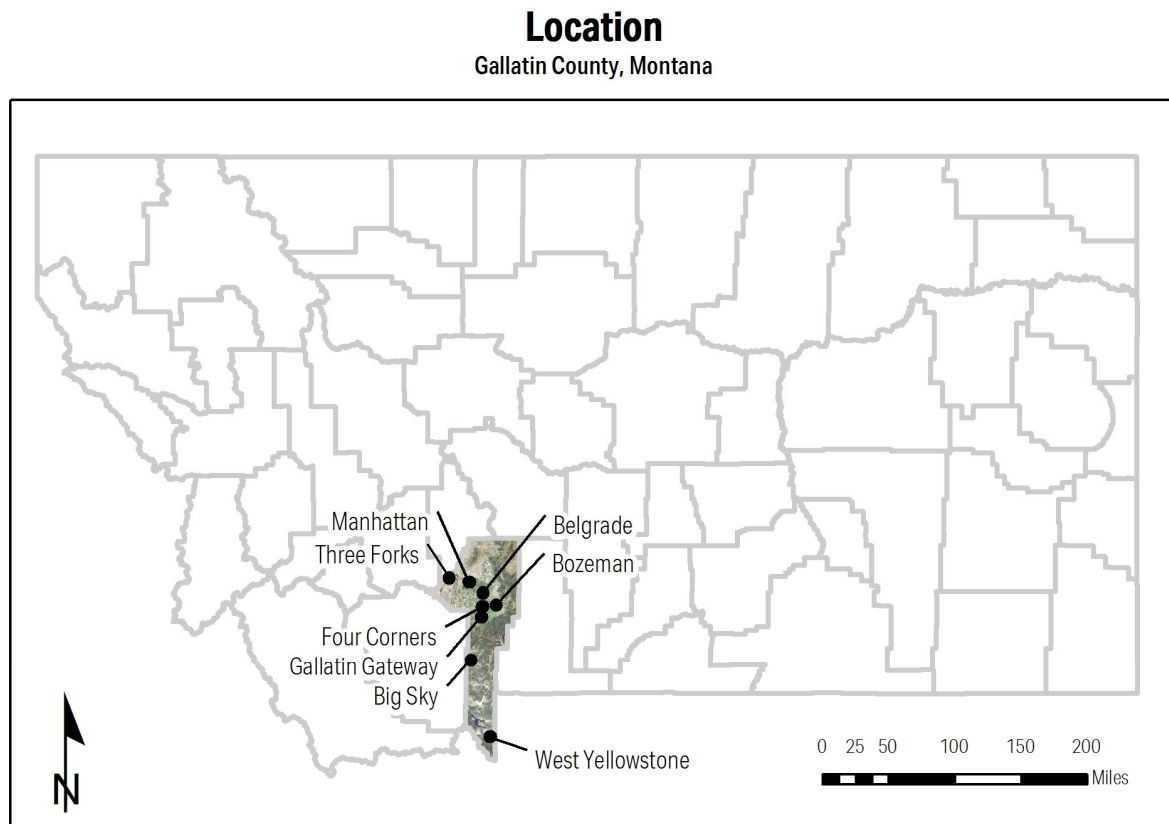 Location
Gallatin County, Montana
Manhattan
Belgrade
Three Forks
Bozeman
Four Corners
Gallatin Gateway
Big Sky
West Yellowstone
N
0 25 50 100 150 200
Miles